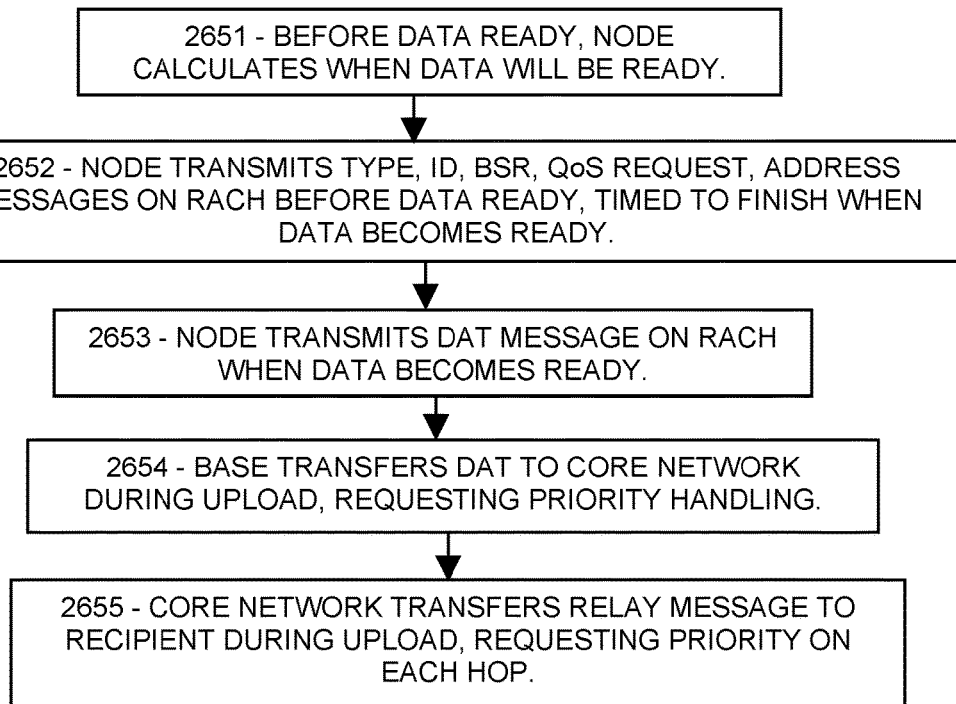 2651 - BEFORE DATA READY, NODE
CALCULATES WHEN DATA WILL BE READY.
2652 - NODE TRANSMITS TYPE, ID, BSR, QoS REQUEST, ADDRESS
ESSAGES ON RACH BEFORE DATA READY, TIMED TO FINISH WHEN
DATA BECOMES READY.
2653 - NODE TRANSMITS DAT MESSAGE ON RACH
WHEN DATA BECOMES READY.
2654 - BASE TRANSFERS DAT TO CORE NETWORK
DURING UPLOAD, REQUESTING PRIORITY HANDLING.
2655 - CORE NETWORK TRANSFERS RELAY MESSAGE TO
RECIPIENT DURING UPLOAD, REQUESTING PRIORITY ON
EACH HOP.